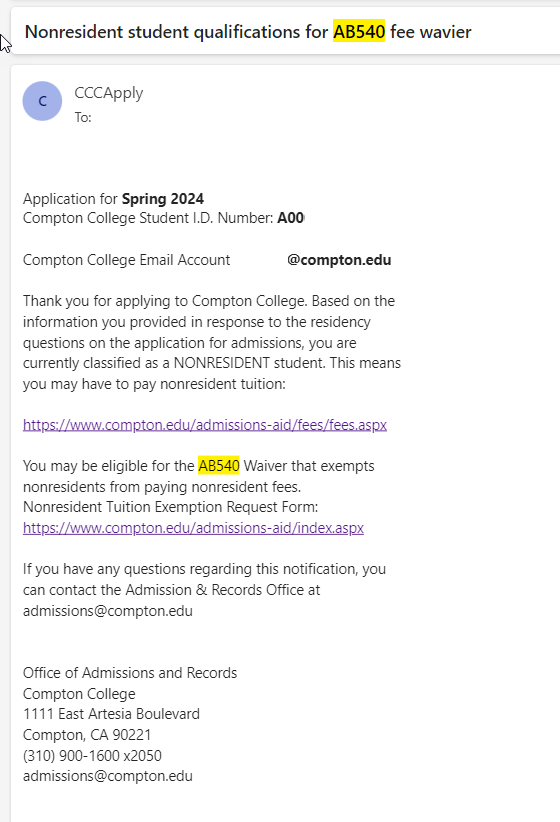 Nonresident student qualifications for AB540 fee wavier
C
CCCApply
To:
Application for Spring 2024
Compton College Student I.D. Number: A00
Compton College Email Account @compton.edu
Thank you for applying to Compton College. Based on the
information you provided in response to the residency
questions on the application for admissions, you are
currently classified as a NONRESIDENT student. This means
you may have to pay nonresident tuition:
https://www.compton.edu/admissions-aid/fees/fees.aspx
You may be eligible for the AB540 Waiver that exempts
nonresidents from paying nonresident fees.
Nonresident Tuition Exemption Request Form:
https://www.compton.edu/admissions-aid/index.aspx
If you have any questions regarding this notification, you
can contact the Admission & Records Office at
admissions@compton.edu
Office of Admissions and Records
Compton College
1111 East Artesia Boulevard
Compton, CA 90221
(310) 900-1600 x2050
admissions@compton.edu